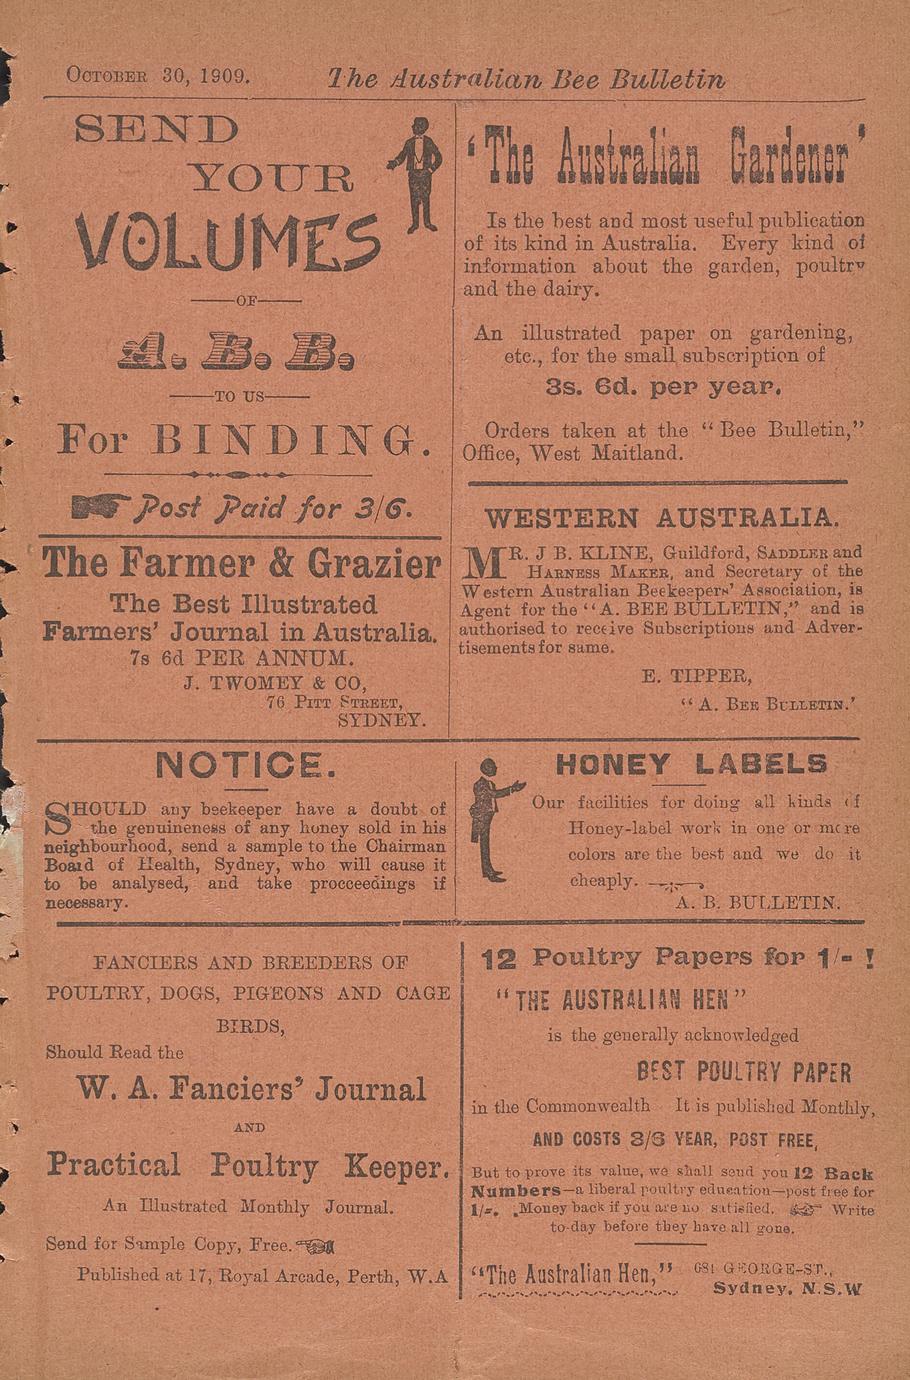 October 30, 1909. The Australian Bee Bulletin
SEND
YOUR
VOLUMES
OF
A. B. B.
TO US
For BINDING.
Post Paid for 3/6.
The Farmer & Grazier
The Best Illustrated
Farmers' Journal in Australia.
7s 6d PER ANNUM.
J. TWOMEY & CO,
76 Pitt Street,
SYDNEY.
'The Australian Gardener'
Is the best and most useful publication
of its kind in Australia. Every kind of
information about the garden, poultry
and the dairy.
An illustrated paper on gardening,
etc., for the small subscription of
3s. 6d. per year.
Orders taken at the "Bee Bulletin,"
Office, West Maitland.
WESTERN AUSTRALIA.
MR. J B. KLINE, Guildford, Saddler and
Harness Maker, and Secretary of the
Western Australian Beekeepers' Association, is
Agent for the "A. BEE BULLETIN," and is
authorised to receive Subscriptions and Adver-
tisements for same.
E. TIPPER,
"A. Bee Bulletin.'
NOTICE.
SHOULD any beekeeper have a doubt of
the genuineness of any honey sold in his
neighbourhood, send a sample to the Chairman
Board of Health, Sydney, who will cause it
to be analysed, and take procceedings if
necessary.
HONEY LABELS
Our facilities for doing all kinds of
Honey-label work in one or more
colors are the best and we do it
cheaply.
A. B. BULLETIN.
FANCIERS AND BREEDERS OF
POULTRY, DOGS, PIGEONS AND CAGE
BIRDS,
Should Read the
W. A. Fanciers' Journal
AND
Practical Poultry Keeper.
An Illustrated Monthly Journal.
Send for Sample Copy, Free.
Published at 17, Royal Arcade, Perth, W.A
12 Poultry Papers for 1/- !
"THE AUSTRALIAN HEN"
is the generally acknowledged
BEST POULTRY PAPER
in the Commonwealth It is published Monthly,
AND COSTS 3/6 YEAR, POST FREE,
But to prove its value, we shall send you 12 Back
Numbers—a liberal poultry education—post free for
1/-. Money back if you are no satisfied. Write
to-day before they have all gone.
"The Australian Hen," 681 GEORGE-ST.,
Sydney. N.S.W